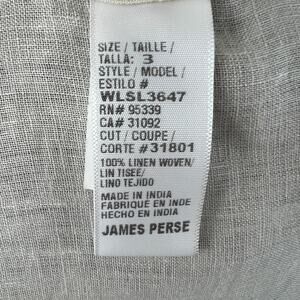 SIZE / TAILLE /
TALLA: 3
STYLE / MODEL /
ESTILO #
WLSL3647
RN# 95339
CA# 31092
CUT / COUPE /
CORTE #31801
100% LINEN WOVEN/
LIN TISEE/
LINO TEJIDO
MADE IN INDIA
FABRIQUE EN INDE
HECHO EN INDIA
JAMES PERSE